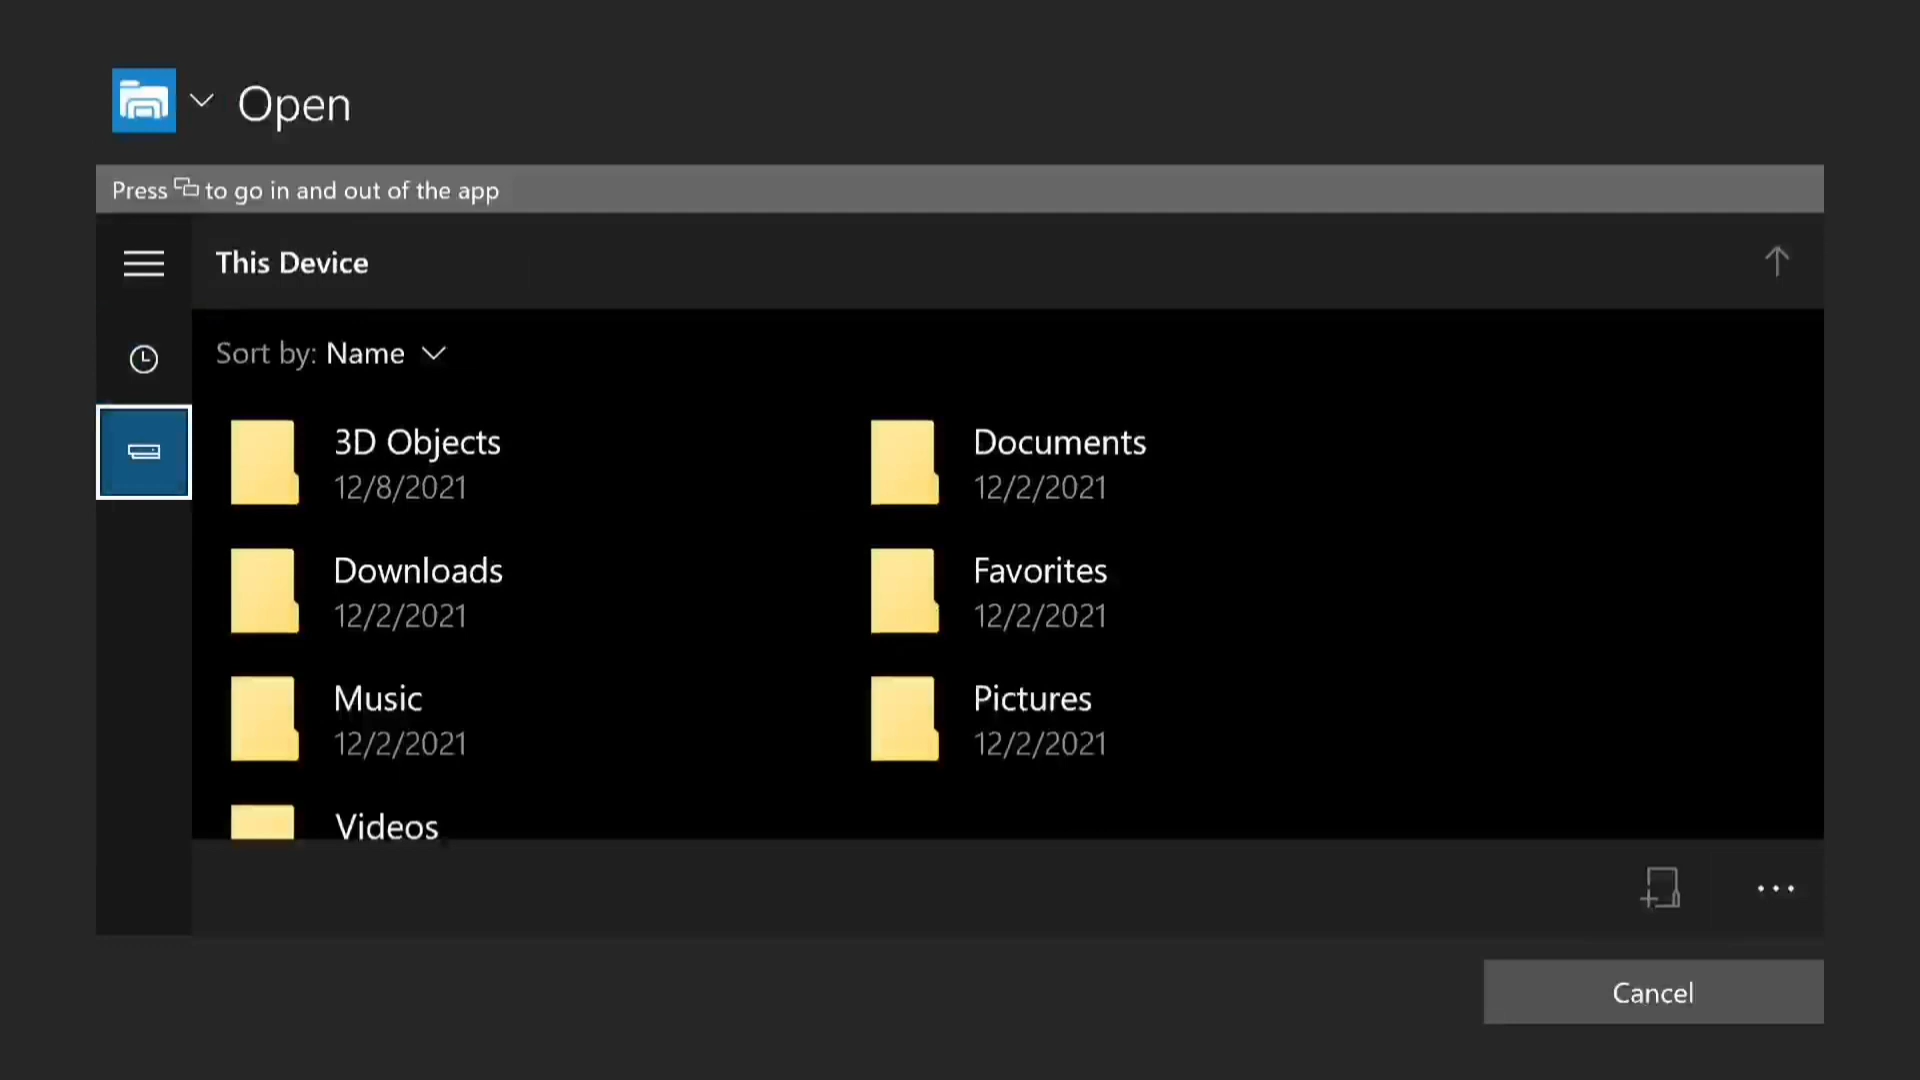 Open
Press to go in and out of the app
This Device
Sort by: Name
3D Objects
12/8/2021
Documents
12/2/2021
Downloads
12/2/2021
Favorites
12/2/2021
Music
12/2/2021
Pictures
12/2/2021
Videos
Cancel